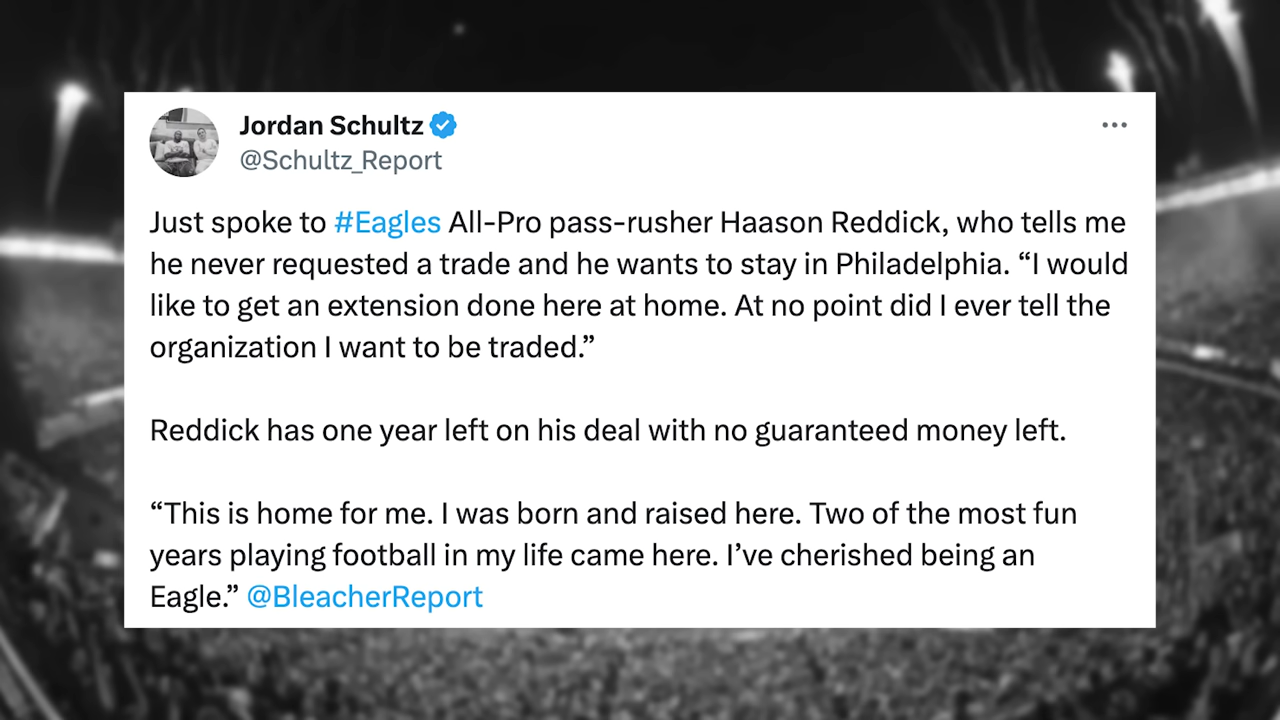 Jordan Schultz
@Schultz_Report
Just spoke to #Eagles All-Pro pass-rusher Haason Reddick, who tells me
he never requested a trade and he wants to stay in Philadelphia. “I would
like to get an extension done here at home. At no point did I ever tell the
organization I want to be traded.”
Reddick has one year left on his deal with no guaranteed money left.
“This is home for me. I was born and raised here. Two of the most fun
years playing football in my life came here. I’ve cherished being an
Eagle.” @BleacherReport